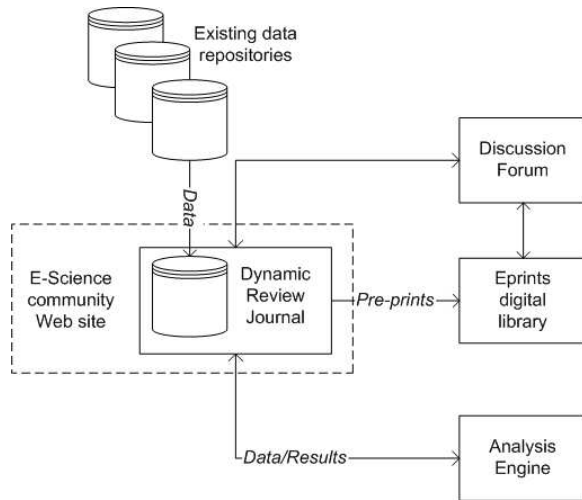 Existing data
repositories
Discussion
Forum
Data
E-Science
community
Web site
Dynamic
Review
Journal
Pre-prints
Eprints
digital
library
Data/Results
Analysis
Engine